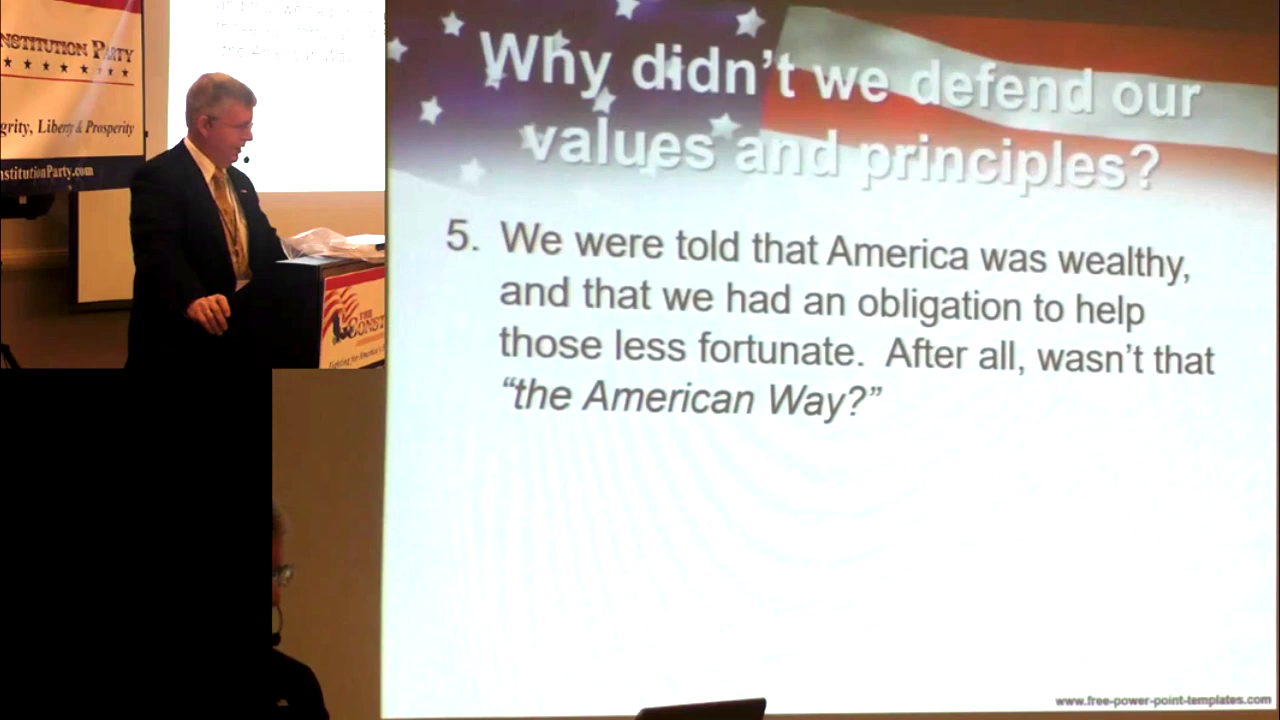 NSTITUTION PARTY
grity, Liberty & Prosperity
nstitutionParty.com
THE
CONST
Why didn't we defend our
values and principles?
5. We were told that America was wealthy,
and that we had an obligation to help
those less fortunate. After all, wasn't that
"the American Way?"
www.free-power-point-templates.com